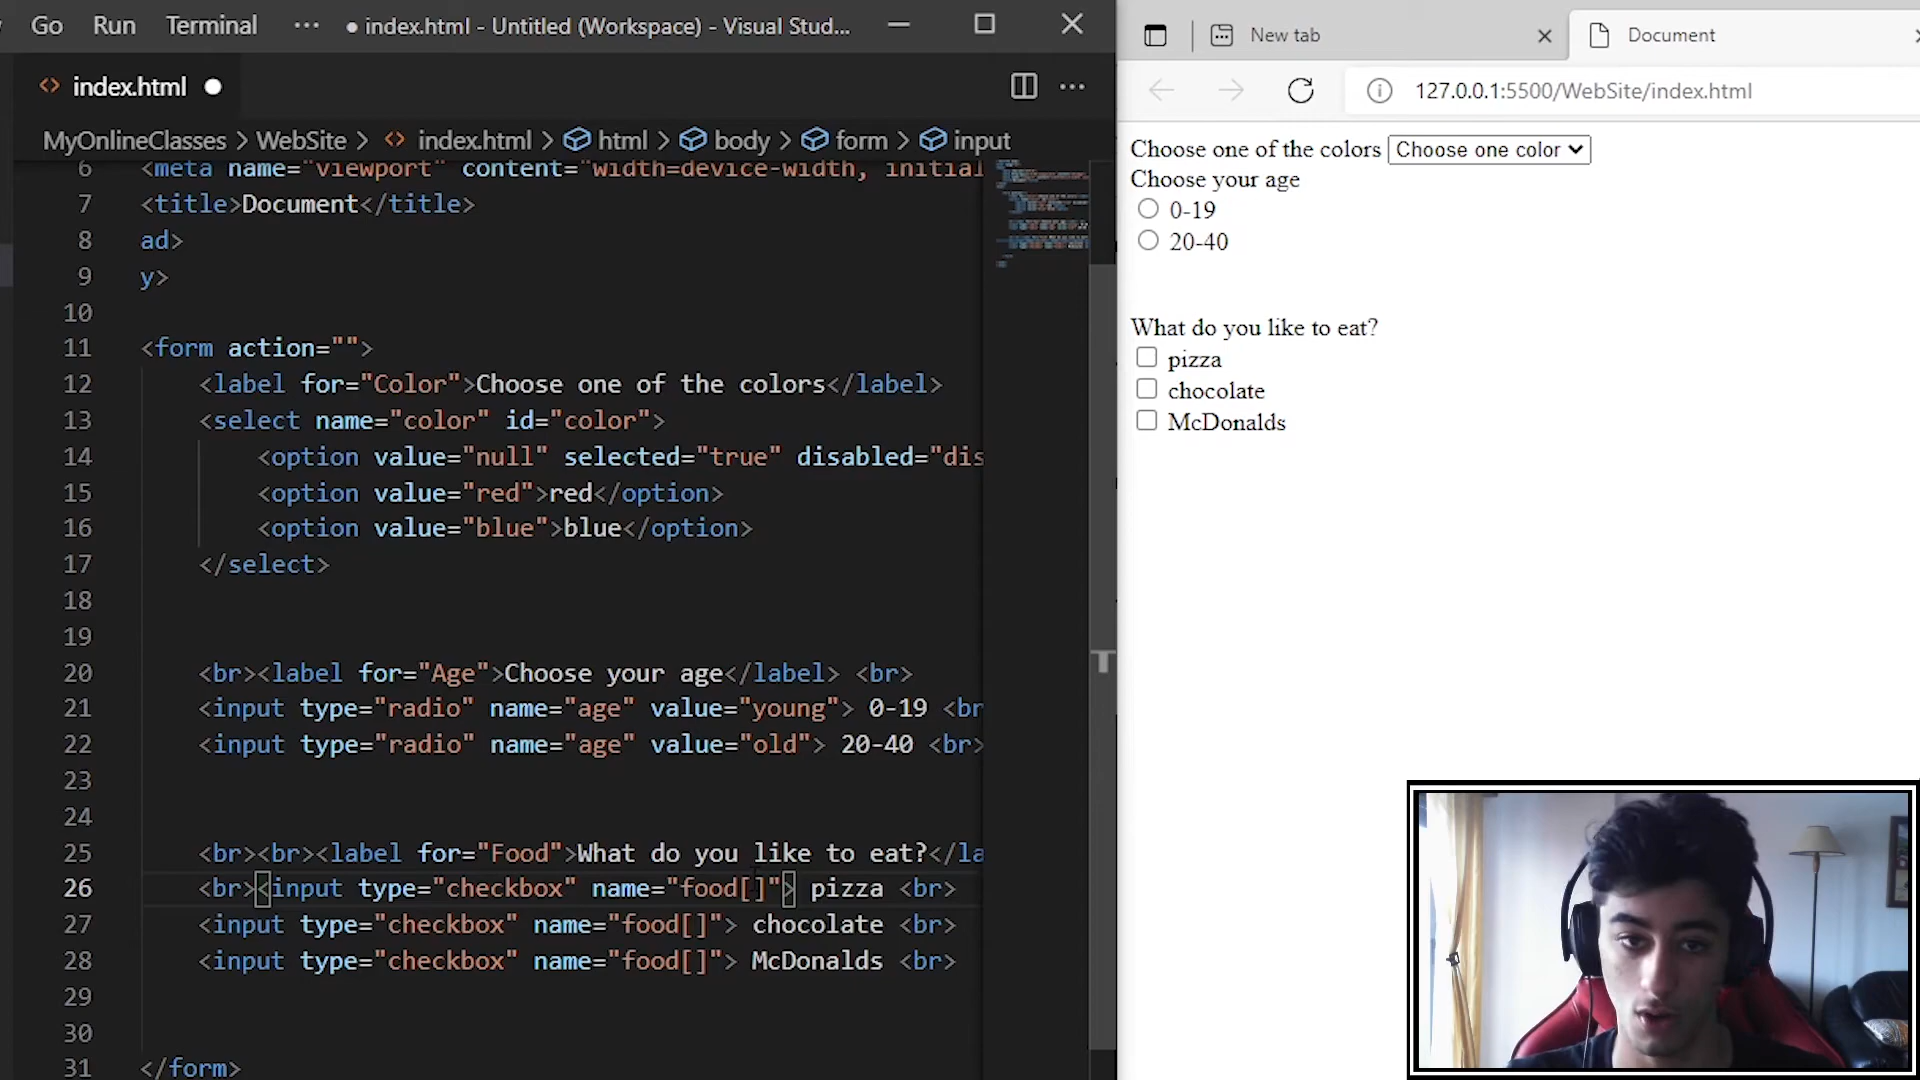 Go Run Terminal ··· ● index.html - Untitled (Workspace) - Visual Stud...
<> index.html ●
MyOnlineClasses > WebSite > <> index.html > html > body > form > input
6 <meta name="viewport" content="width=device-width, initial
7 <title>Document</title>
8 ad>
9 y>
10
11 <form action="">
12 <label for="Color">Choose one of the colors</label>
13 <select name="color" id="color">
14 <option value="null" selected="true" disabled="dis
15 <option value="red">red</option>
16 <option value="blue">blue</option>
17 </select>
18
19
20 <br><label for="Age">Choose your age</label> <br>
21 <input type="radio" name="age" value="young"> 0-19 <br
22 <input type="radio" name="age" value="old"> 20-40 <br>
23
24
25 <br><br><label for="Food">What do you like to eat?</la
26 <br><input type="checkbox" name="food[]"> pizza <br>
27 <input type="checkbox" name="food[]"> chocolate <br>
28 <input type="checkbox" name="food[]"> McDonalds <br>
29
30
31 </form>
New tab
Document
127.0.0.1:5500/WebSite/index.html
Choose one of the colors Choose one color
Choose your age
0-19
20-40
What do you like to eat?
pizza
chocolate
McDonalds